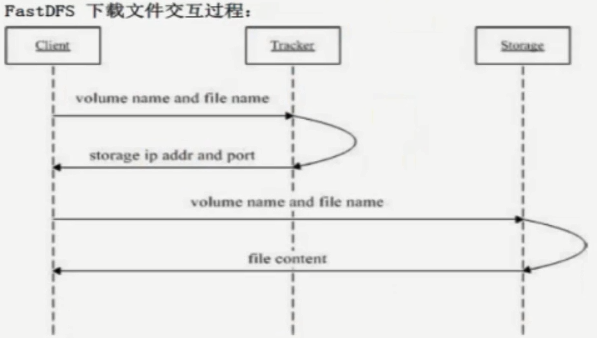 FastDFS 下载文件交互过程：
Client
Tracker
Storage
volume name and file name
storage ip addr and port
volume name and file name
file content